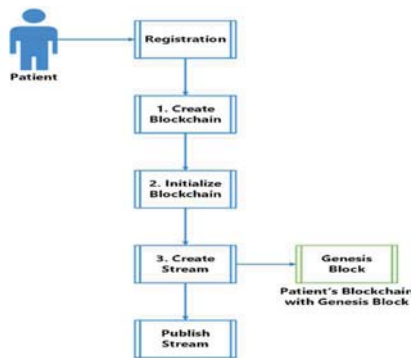 Patient
Registration
1. Create
Blockchain
2. Initialize
Blockchain
3. Create
Stream
Genesis
Block
Patient's Blockchain
with Genesis Block
Publish
Stream